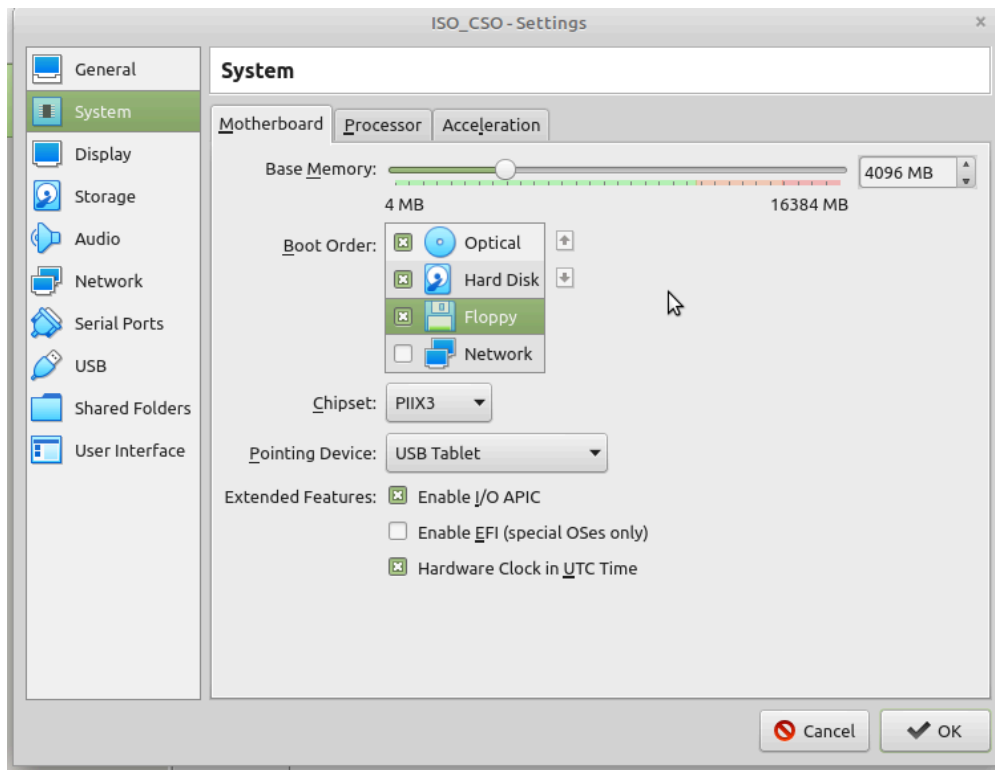 ISO_CSO - Settings
General
System
Display
Storage
Audio
Network
Serial Ports
USB
Shared Folders
User Interface
System
Motherboard Processor Acceleration
Base Memory: 4096 MB
4 MB 16384 MB
Boot Order: Optical
Hard Disk
Floppy
Network
Chipset: PIIX3
Pointing Device: USB Tablet
Extended Features: Enable I/O APIC
Enable EFI (special OSes only)
Hardware Clock in UTC Time
Cancel OK